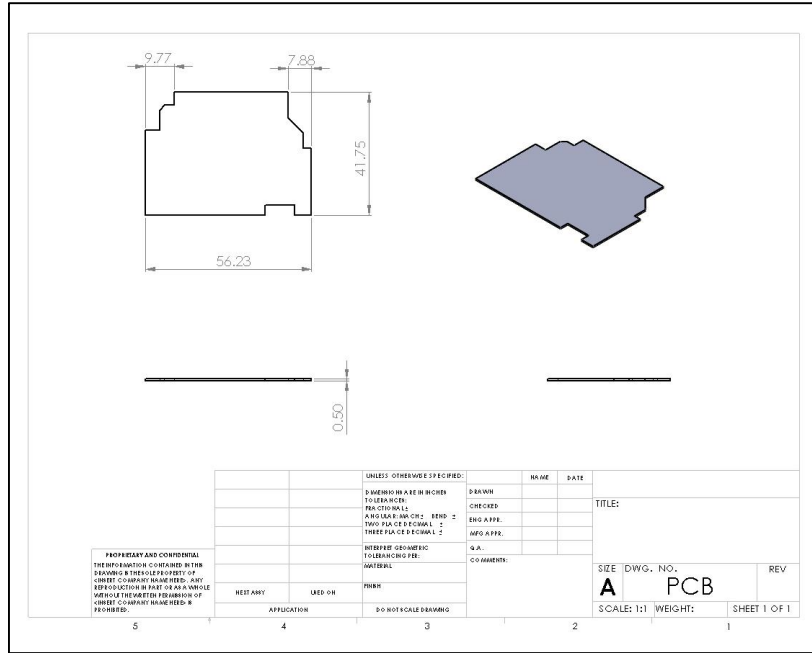 9.77
7.88
41.75
56.23
0.50
UNLESS OTHERWISE SPECIFIED:
DIMENSIONS ARE IN INCHES
TOLERANCES:
FRACTIONAL±
ANGULAR: MACH± BEND ±
TWO PLACE DECIMAL ±
THREE PLACE DECIMAL ±
INTERPRET GEOMETRIC
TOLERANCING PER:
MATERIAL
FINISH
DO NOT SCALE DRAWING
NAME DATE
DRAWN
CHECKED
ENG APPR.
MFG APPR.
Q.A.
COMMENTS:
TITLE:
SIZE DWG. NO. REV
A PCB
SCALE: 1:1 WEIGHT: SHEET 1 OF 1
PROPRIETARY AND CONFIDENTIAL
THE INFORMATION CONTAINED IN THIS
DRAWING IS THE SOLE PROPERTY OF
<INSERT COMPANY NAME HERE>. ANY
REPRODUCTION IN PART OR AS A WHOLE
WITHOUT THE WRITTEN PERMISSION OF
<INSERT COMPANY NAME HERE> IS
PROHIBITED.
NEXT ASSY USED ON
APPLICATION
5 4 3 2 1